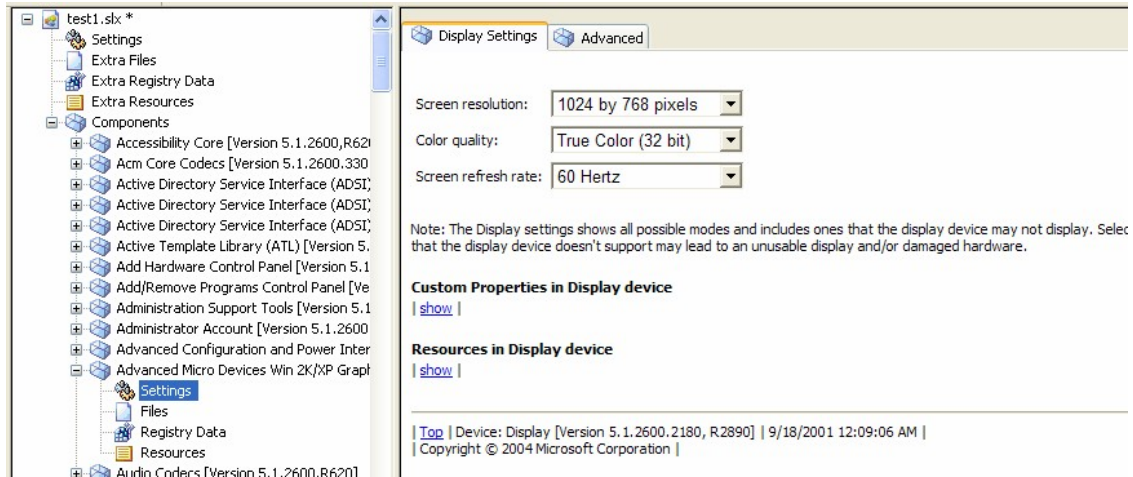 test1.slx *
Settings
Extra Files
Extra Registry Data
Extra Resources
Components
Accessibility Core [Version 5.1.2600,R620
Acm Core Codecs [Version 5.1.2600.330
Active Directory Service Interface (ADSI)
Active Directory Service Interface (ADSI)
Active Directory Service Interface (ADSI)
Active Template Library (ATL) [Version 5.
Add Hardware Control Panel [Version 5.1
Add/Remove Programs Control Panel [Ve
Administration Support Tools [Version 5.1
Administrator Account [Version 5.1.2600
Advanced Configuration and Power Inter
Advanced Micro Devices Win 2K/XP Graph
Settings
Files
Registry Data
Resources
Audio Codecs [Version 5.1.2600,R620]
Display Settings
Advanced
Screen resolution: 1024 by 768 pixels
Color quality: True Color (32 bit)
Screen refresh rate: 60 Hertz
Note: The Display settings shows all possible modes and includes ones that the display device may not display. Selec
that the display device doesn't support may lead to an unusable display and/or damaged hardware.
Custom Properties in Display device
| show |
Resources in Display device
| show |
| Top | Device: Display [Version 5.1.2600.2180, R2890] | 9/18/2001 12:09:06 AM |
| Copyright © 2004 Microsoft Corporation |